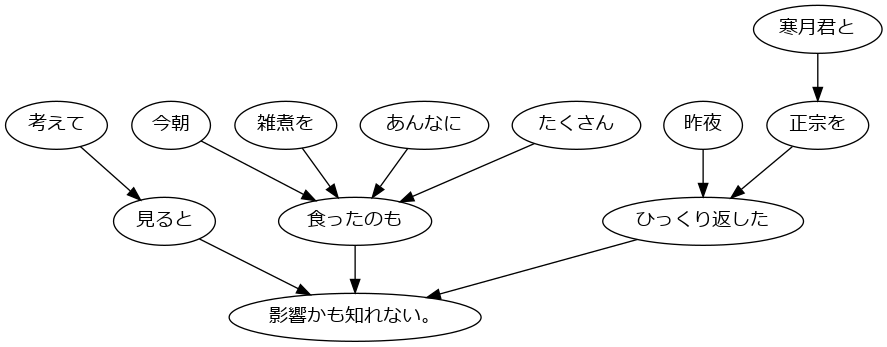 寒月君と
考えて
今朝
雑煮を
あんなに
たくさん
昨夜
正宗を
見ると
食ったのも
ひっくり返した
影響かも知れない。